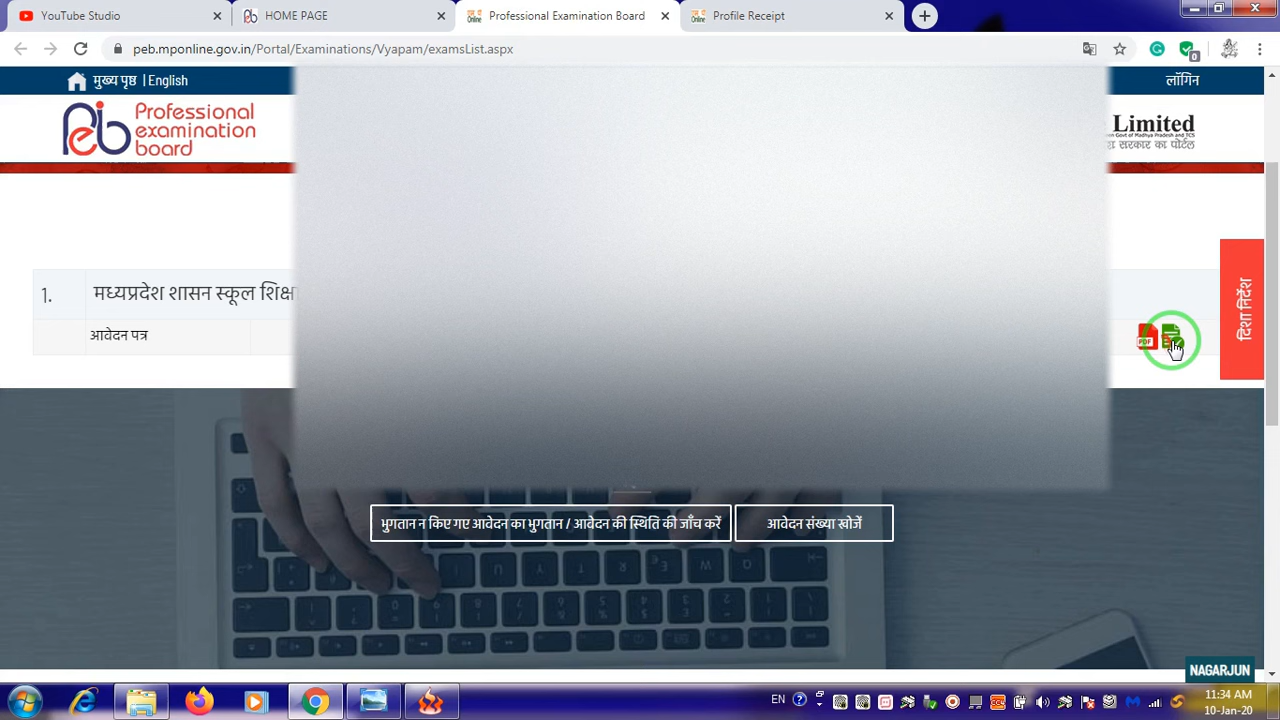 YouTube Studio
HOME PAGE
Professional Examination Board
Profile Receipt
peb.mponline.gov.in/Portal/Examinations/Vyapam/examsList.aspx
0
मुख्य पृष्ठ | English
लॉगिन
Professional
examination
board
Limited
दिशा निर्देश
1. मध्यप्रदेश शासन स्कूल
आवेदन पत्र
PDF
भुगतान न किए गए आवेदन का भुगतान / आवेदन की स्थिति की जाँच करें
आवेदन संख्या खोजें
NAGARJUN
EN
11:34 AM
10-Jan-20